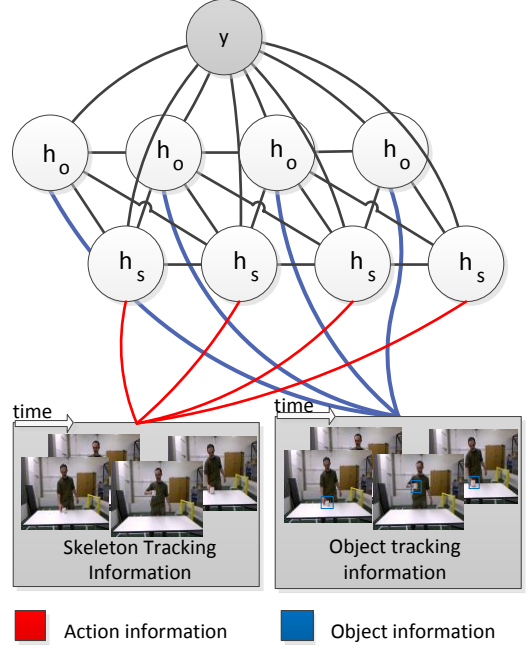 y
h o h o h o h o
h s h s h s h s
time time
Skeleton Tracking
Information
Object tracking
information
Action information Object information